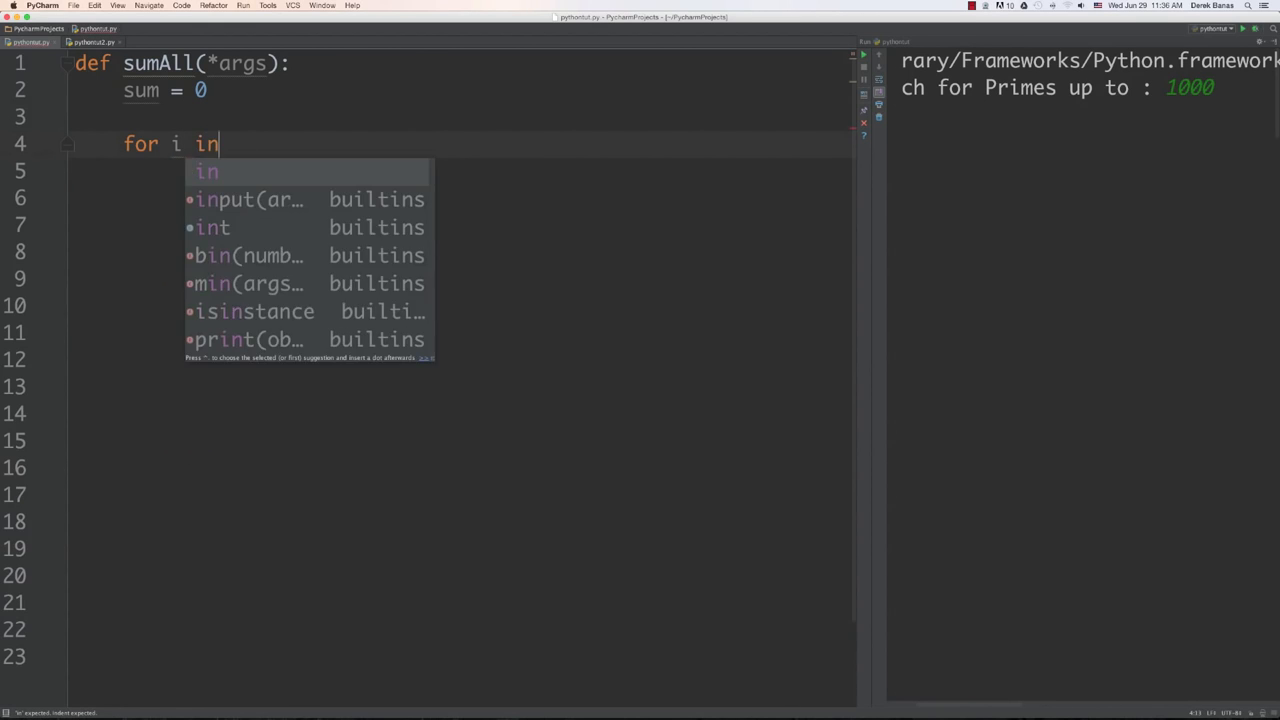 PyCharm File Edit View Navigate Code Refactor Run Tools VCS Window Help
10 Wed Jun 29 11:36 AM Derek Banas
pythontut.py - PycharmProjects - [~/PycharmProjects]
PycharmProjects pythontut.py
pythontut
pythontut.py pythontut2.py
Run: pythontut
1 def sumAll(*args):
2 sum = 0
3
4 for i in
5
6
7
8
9
10
11
12
13
14
15
16
17
18
19
20
21
22
23
in
input(ar… builtins
int builtins
bin(numb… builtins
min(args… builtins
isinstance builti…
print(ob… builtins
Press ^. to choose the selected (or first) suggestion and insert a dot afterwards >>
rary/Frameworks/Python.framework
ch for Primes up to : 1000
'in' expected. Indent expected.
4:13 LF÷ UTF-8÷